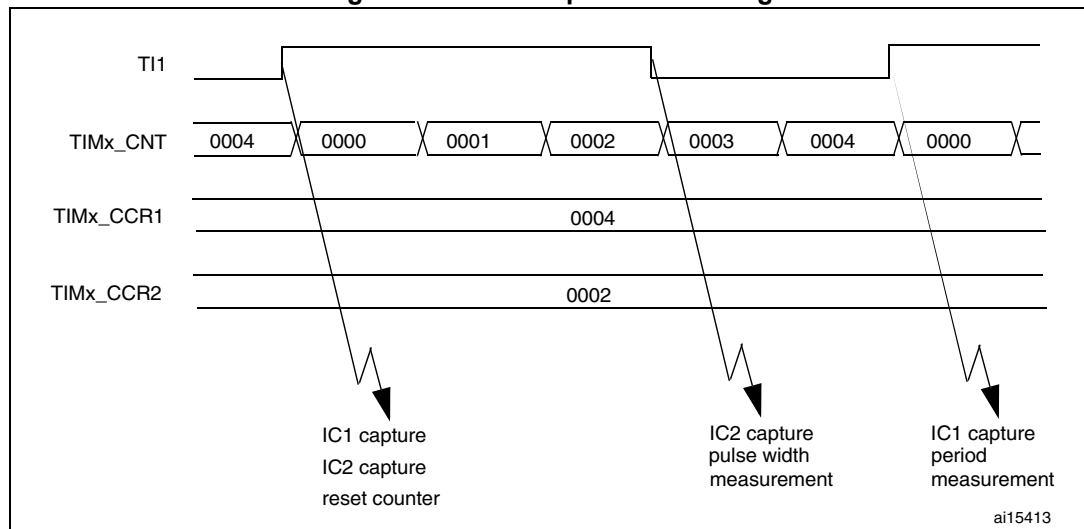 TI1
TIMx_CNT 0004 0000 0001 0002 0003 0004 0000
TIMx_CCR1 0004
TIMx_CCR2 0002
IC1 capture
IC2 capture
reset counter
IC2 capture
pulse width
measurement
IC1 capture
period
measurement
ai15413